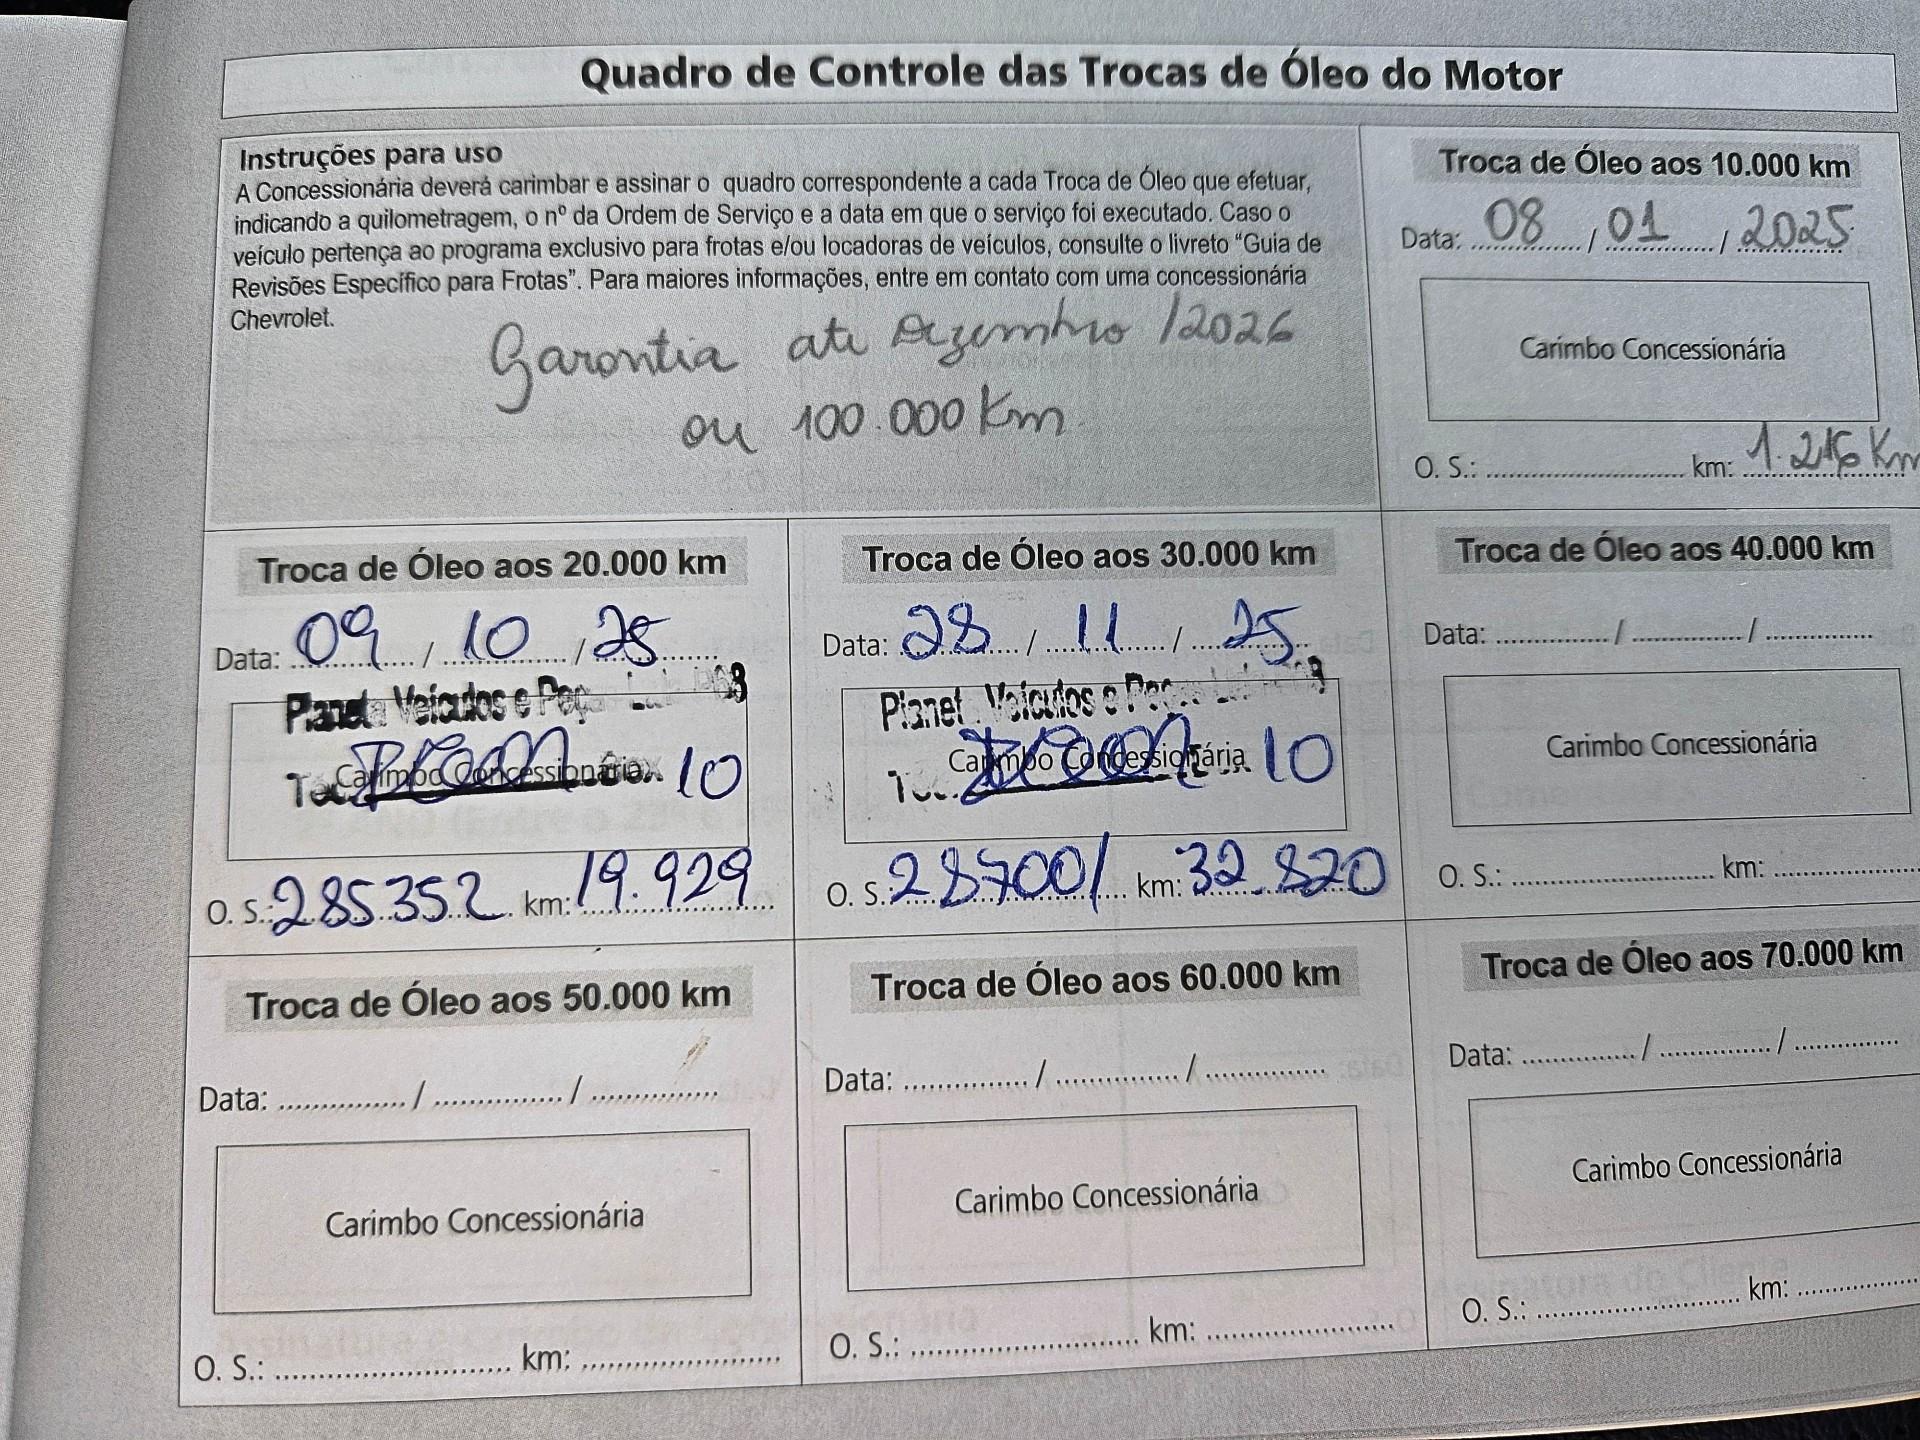 Quadro de Controle das Trocas de Óleo do Motor
Instruções para uso
A Concessionária deverá carimbar e assinar o quadro correspondente a cada Troca de Óleo que efetuar,
indicando a quilometragem, o nº da Ordem de Serviço e a data em que o serviço foi executado. Caso o
veículo pertença ao programa exclusivo para frotas e/ou locadoras de veículos, consulte o livreto "Guia de
Revisões Específico para Frotas". Para maiores informações, entre em contato com uma concessionária
Chevrolet.
Garantia até Dezembro /2026
ou 100.000 Km
Troca de Óleo aos 10.000 km
Data: 08 / 01 / 2025
Carimbo Concessionária
O. S.: km: 1.216 Km
Troca de Óleo aos 20.000 km
Data: 09 / 10 / 25
Planeta Veículos e
Carimbo Concessionária 10
O. S.: 285352 km: 19.929
Troca de Óleo aos 30.000 km
Data: 28 / 11 / 25
Veículos e
Carimbo Concessionária 10
O. S.: km: 32.820
Troca de Óleo aos 40.000 km
Data: / /
Carimbo Concessionária
O. S.: km:
Troca de Óleo aos 50.000 km
Data: / /
Carimbo Concessionária
O. S.: km:
Troca de Óleo aos 60.000 km
Data: / /
Carimbo Concessionária
O. S.: km:
Troca de Óleo aos 70.000 km
Data: / /
Carimbo Concessionária
O. S.: km: